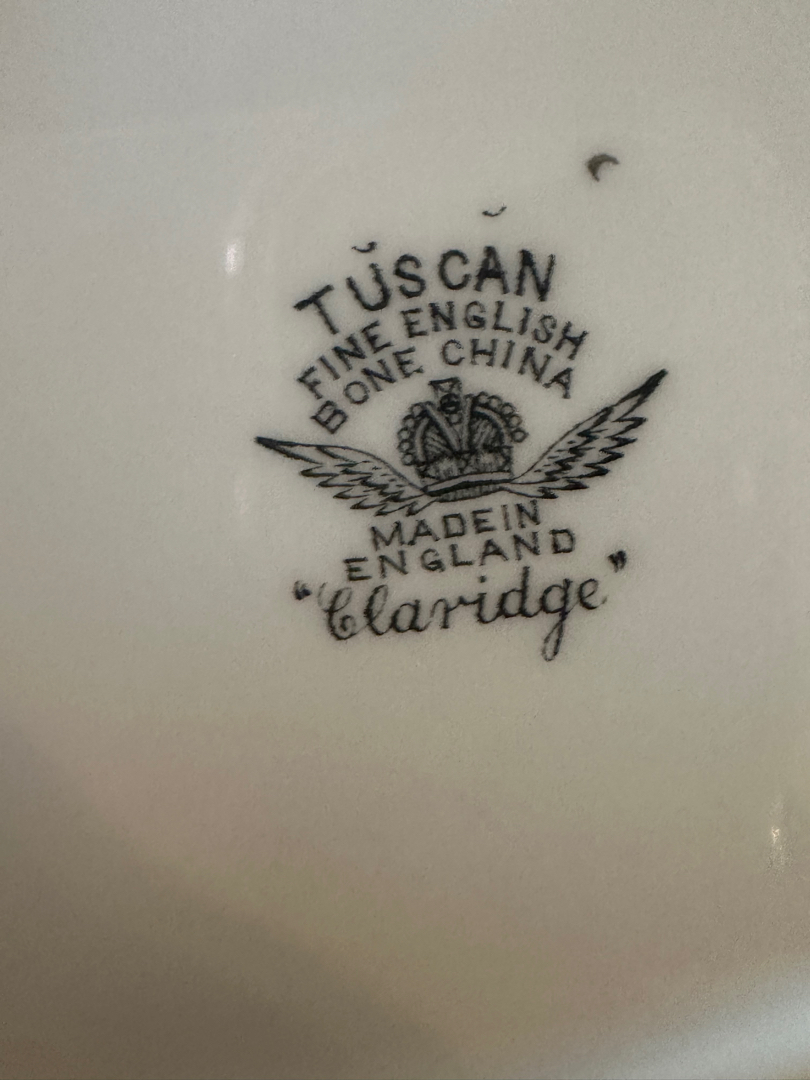 TUSCAN
FINE ENGLISH
BONE CHINA
MADE IN
ENGLAND
"Claridge"